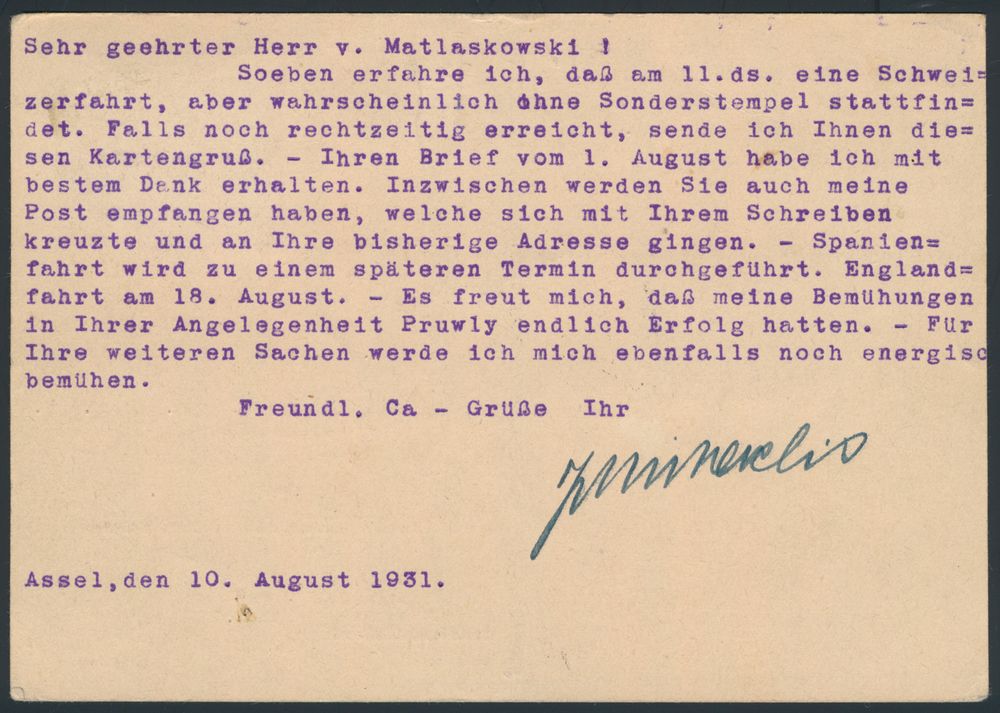 Sehr geehrter Herr v. Matlaskowski !
Soeben erfahre ich, daß am 11.ds. eine Schwei=
zerfahrt, aber wahrscheinlich ohne Sonderstempel stattfin=
det. Falls noch rechtzeitig erreicht, sende ich Ihnen die=
sen Kartengruß. - Ihren Brief vom 1. August habe ich mit
bestem Dank erhalten. Inzwischen werden Sie auch meine
Post empfangen haben, welche sich mit Ihrem Schreiben
kreuzte und an Ihre bisherige Adresse gingen. - Spanien=
fahrt wird zu einem späteren Termin durchgeführt. England=
fahrt am 18. August. - Es freut mich, daß meine Bemühungen
in Ihrer Angelegenheit Pruwly endlich Erfolg hatten. - Für
Ihre weiteren Sachen werde ich mich ebenfalls noch energisc
bemühen.
Freundl. Ca - Grüße Ihr
Assel,den 10. August 1931.